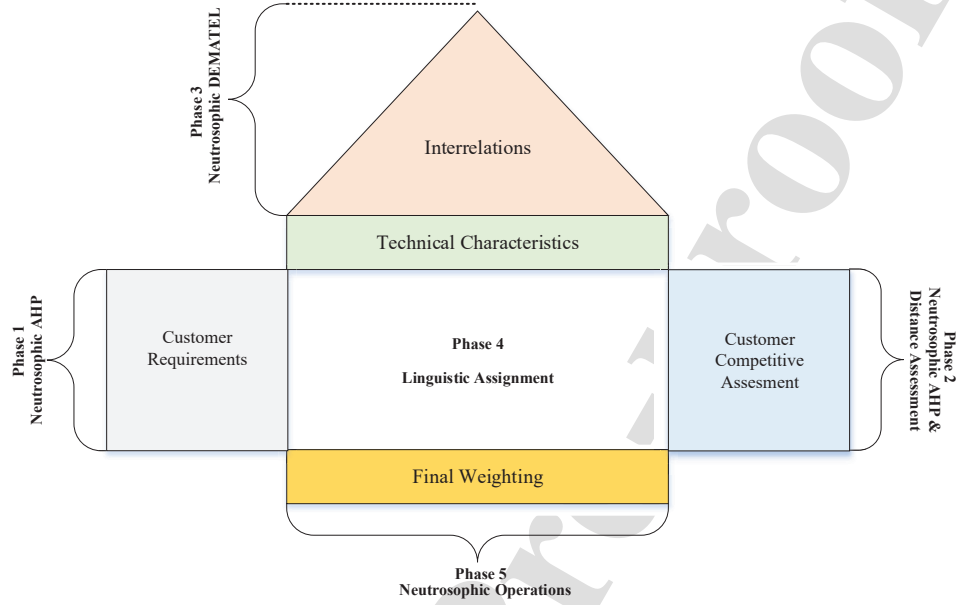 Phase 3
Neutrosophic DEMATEL
Interrelations
Technical Characteristics
Phase 1
Neutrosophic AHP
Customer
Requirements
Phase 4
Linguistic Assignment
Customer
Competitive
Assesment
Phase 2
Neutrosophic AHP &
Distance Assessment
Final Weighting
Phase 5
Neutrosophic Operations